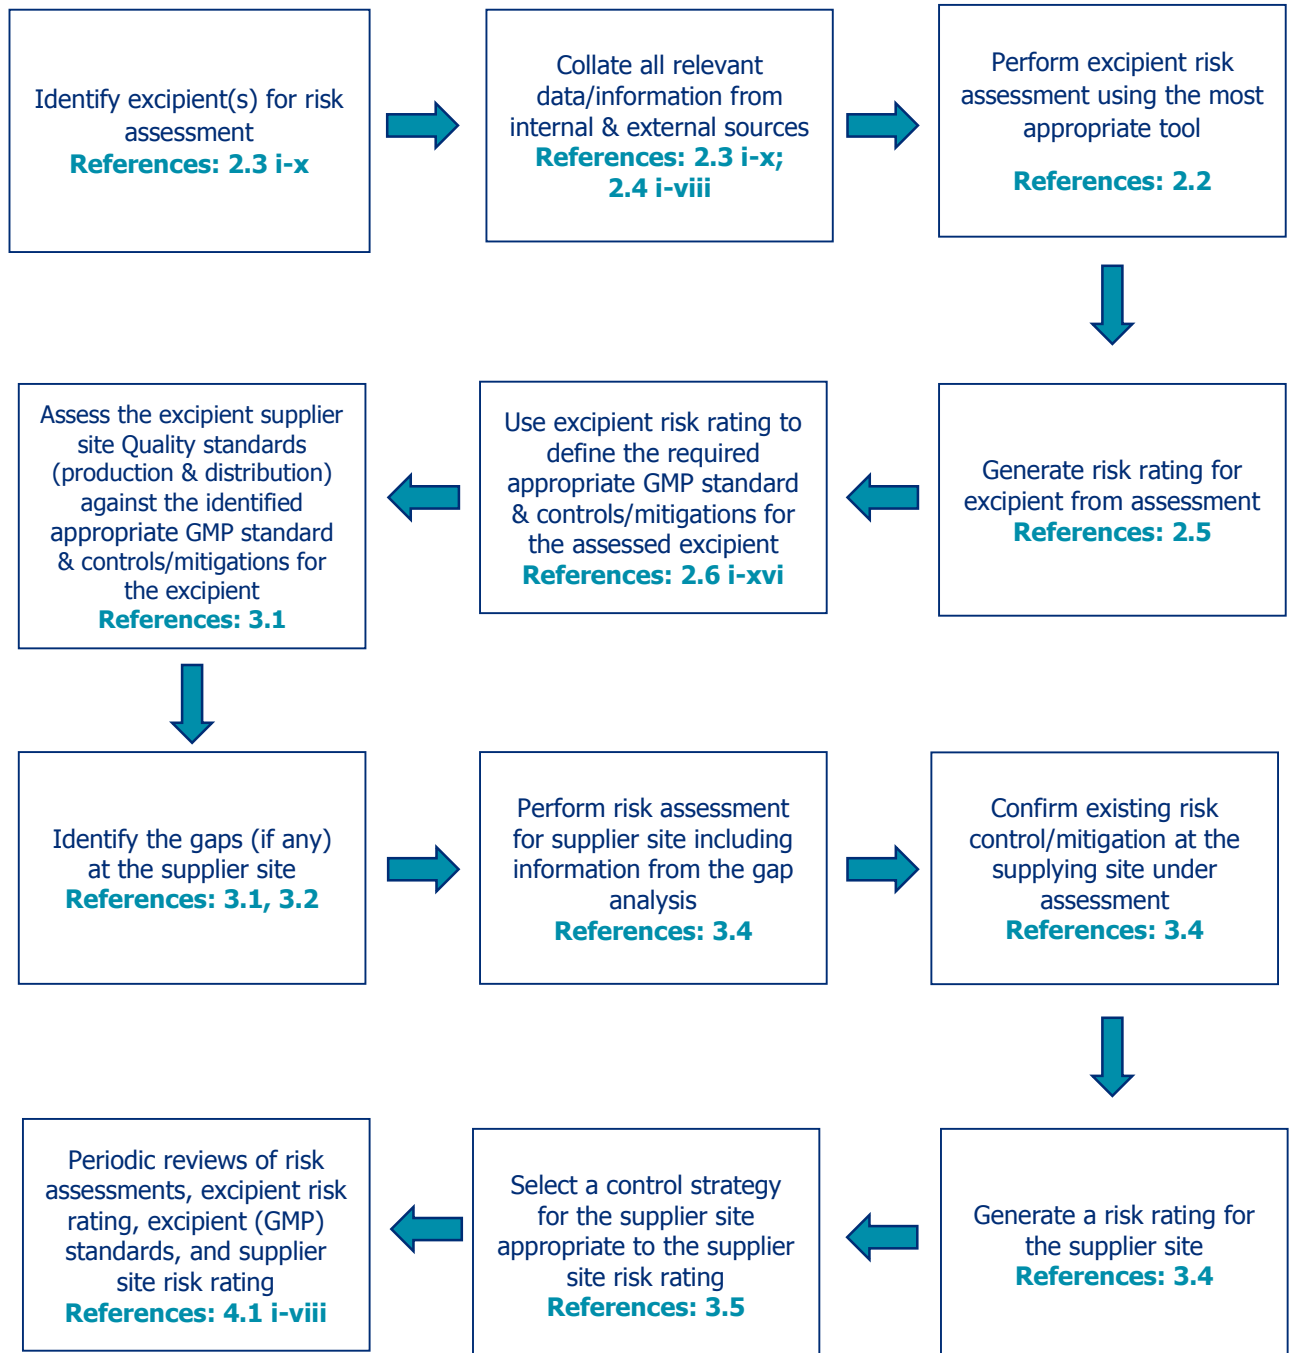 Identify excipient(s) for risk
assessment
References: 2.3 i-x
Collate all relevant
data/information from
internal & external sources
References: 2.3 i-x;
2.4 i-viii
Perform excipient risk
assessment using the most
appropriate tool
References: 2.2
Generate risk rating for
excipient from assessment
References: 2.5
Use excipient risk rating to
define the required
appropriate GMP standard
& controls/mitigations for
the assessed excipient
References: 2.6 i-xvi
Assess the excipient supplier
site Quality standards
(production & distribution)
against the identified
appropriate GMP standard
& controls/mitigations for
the excipient
References: 3.1
Identify the gaps (if any)
at the supplier site
References: 3.1, 3.2
Perform risk assessment
for supplier site including
information from the gap
analysis
References: 3.4
Confirm existing risk
control/mitigation at the
supplying site under
assessment
References: 3.4
Generate a risk rating for
the supplier site
References: 3.4
Select a control strategy
for the supplier site
appropriate to the supplier
site risk rating
References: 3.5
Periodic reviews of risk
assessments, excipient risk
rating, excipient (GMP)
standards, and supplier
site risk rating
References: 4.1 i-viii